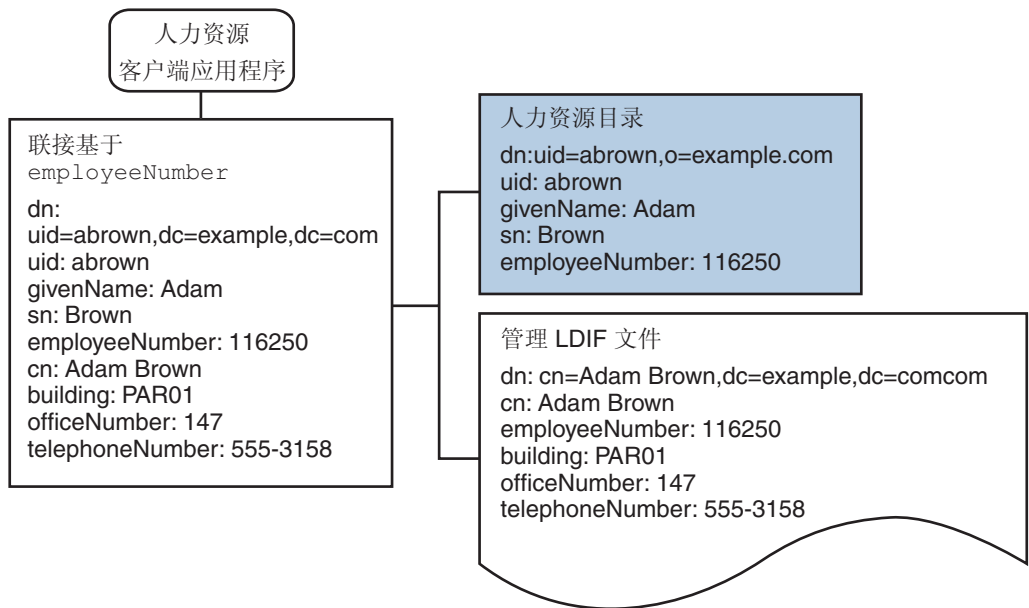 人力资源
客户端应用程序
联接基于
employeeNumber
dn:
uid=abrown,dc=example,dc=com
uid: abrown
givenName: Adam
sn: Brown
employeeNumber: 116250
cn: Adam Brown
building: PAR01
officeNumber: 147
telephoneNumber: 555-3158
人力资源目录
dn:uid=abrown,o=example.com
uid: abrown
givenName: Adam
sn: Brown
employeeNumber: 116250
管理 LDIF 文件
dn: cn=Adam Brown,dc=example,dc=comcom
cn: Adam Brown
employeeNumber: 116250
building: PAR01
officeNumber: 147
telephoneNumber: 555-3158